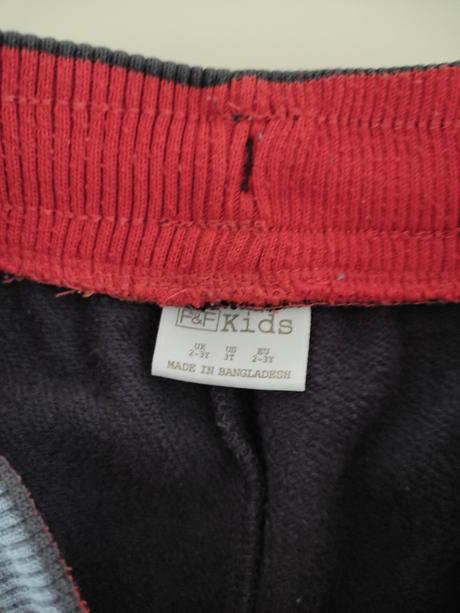 F&F Kids
UK US EU
2-3Y 3T 2-3Y
MADE IN BANGLADESH